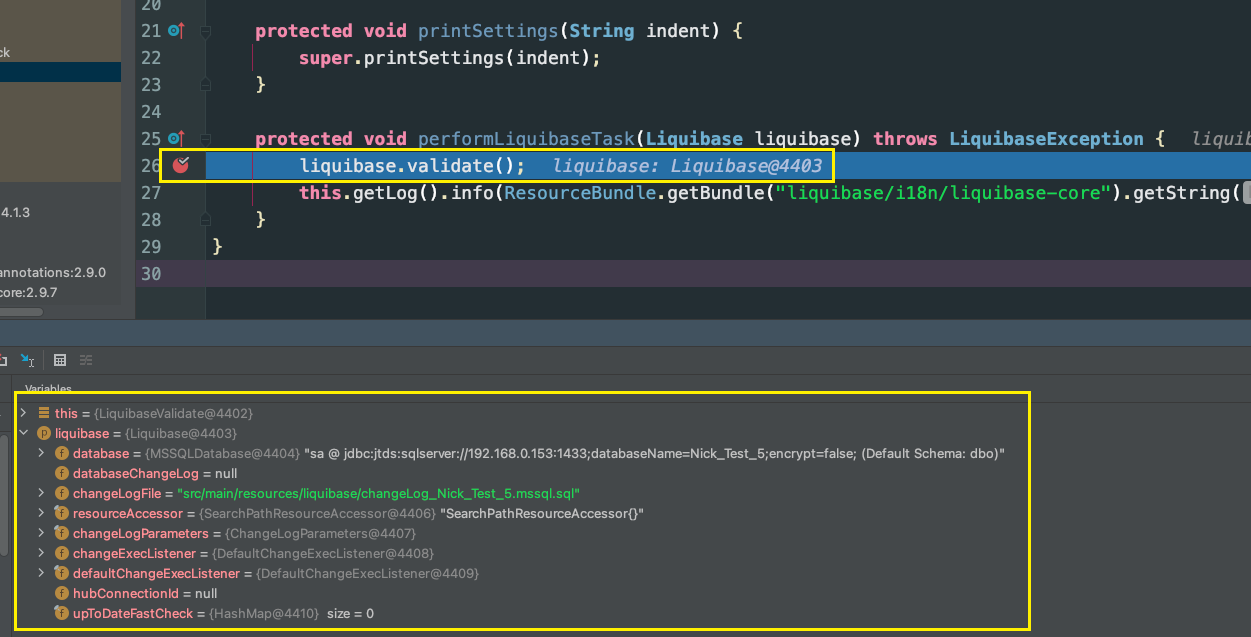 20
21 protected void printSettings(String indent) {
ck
22 super.printSettings(indent);
23 }
24
25 protected void performLiquibaseTask(Liquibase liquibase) throws LiquibaseException { liquib
26 liquibase.validate(); liquibase: Liquibase@4403
27 this.getLog().info(ResourceBundle.getBundle("liquibase/i18n/liquibase-core").getString(
4.1.3
28 }
29 }
annotations:2.9.0
30
core:2.9.7
Variables
this = {LiquibaseValidate@4402}
liquibase = {Liquibase@4403}
database = {MSSQLDatabase@4404} "sa @ jdbc:jtds:sqlserver://192.168.0.153:1433;databaseName=Nick_Test_5;encrypt=false; (Default Schema: dbo)"
databaseChangeLog = null
changeLogFile = "src/main/resources/liquibase/changeLog_Nick_Test_5.mssql.sql"
resourceAccessor = {SearchPathResourceAccessor@4406} "SearchPathResourceAccessor{}"
changeLogParameters = {ChangeLogParameters@4407}
changeExecListener = {DefaultChangeExecListener@4408}
defaultChangeExecListener = {DefaultChangeExecListener@4409}
hubConnectionId = null
upToDateFastCheck = {HashMap@4410} size = 0